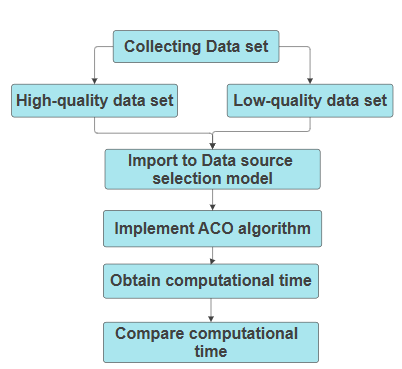 Collecting Data set
High-quality data set
Low-quality data set
Import to Data source
selection model
Implement ACO algorithm
Obtain computational time
Compare computational
time